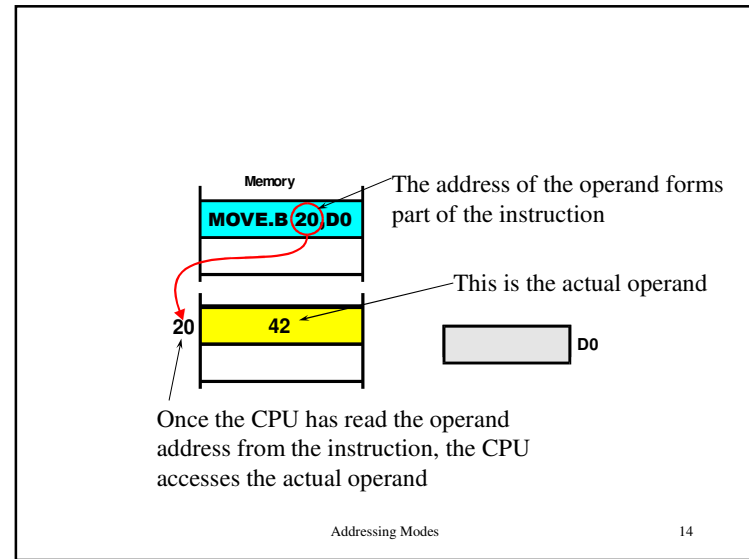 Memory
The address of the operand forms
part of the instruction
MOVE.B 20,D0
This is the actual operand
20
42
D0
Once the CPU has read the operand
address from the instruction, the CPU
accesses the actual operand
Addressing Modes
14